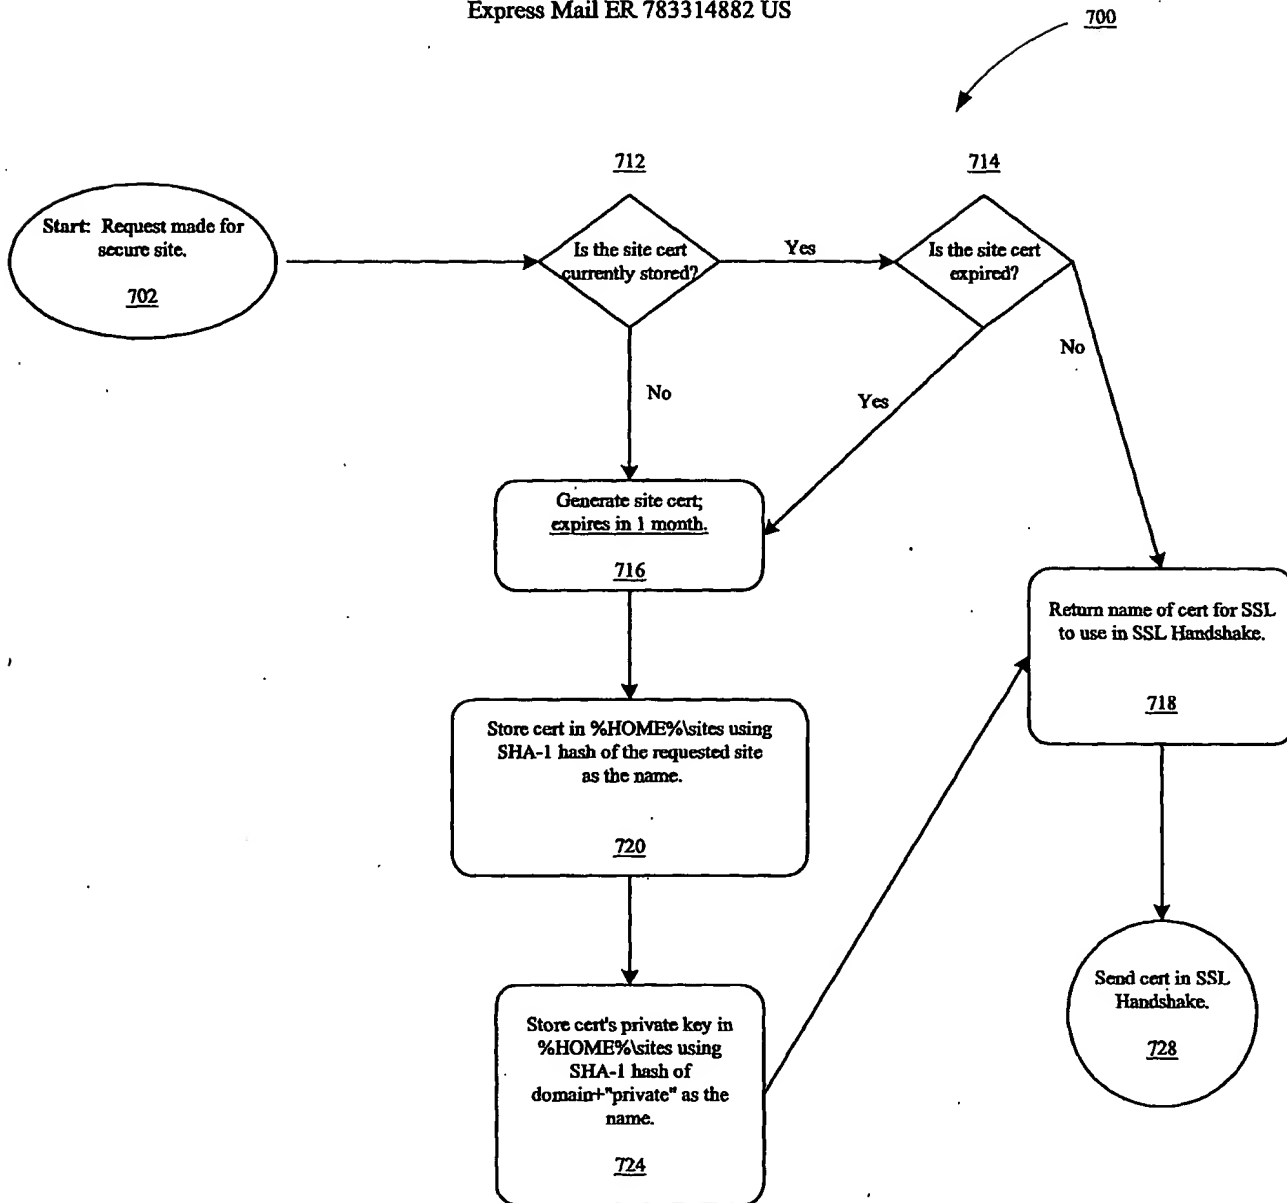 Express Mail ER 783314882 US
700
712
714
Start: Request made for
secure site.
702
Is the site cert
currently stored?
Yes
Is the site cert
expired?
No
Yes
No
Generate site cert;
expires in 1 month.
716
Return name of cert for SSL
to use in SSL Handshake.
718
Store cert in %HOME%\sites using
SHA-1 hash of the requested site
as the name.
720
Send cert in SSL
Handshake.
728
Store cert's private key in
%HOME%\sites using
SHA-1 hash of
domain+"private" as the
name.
724